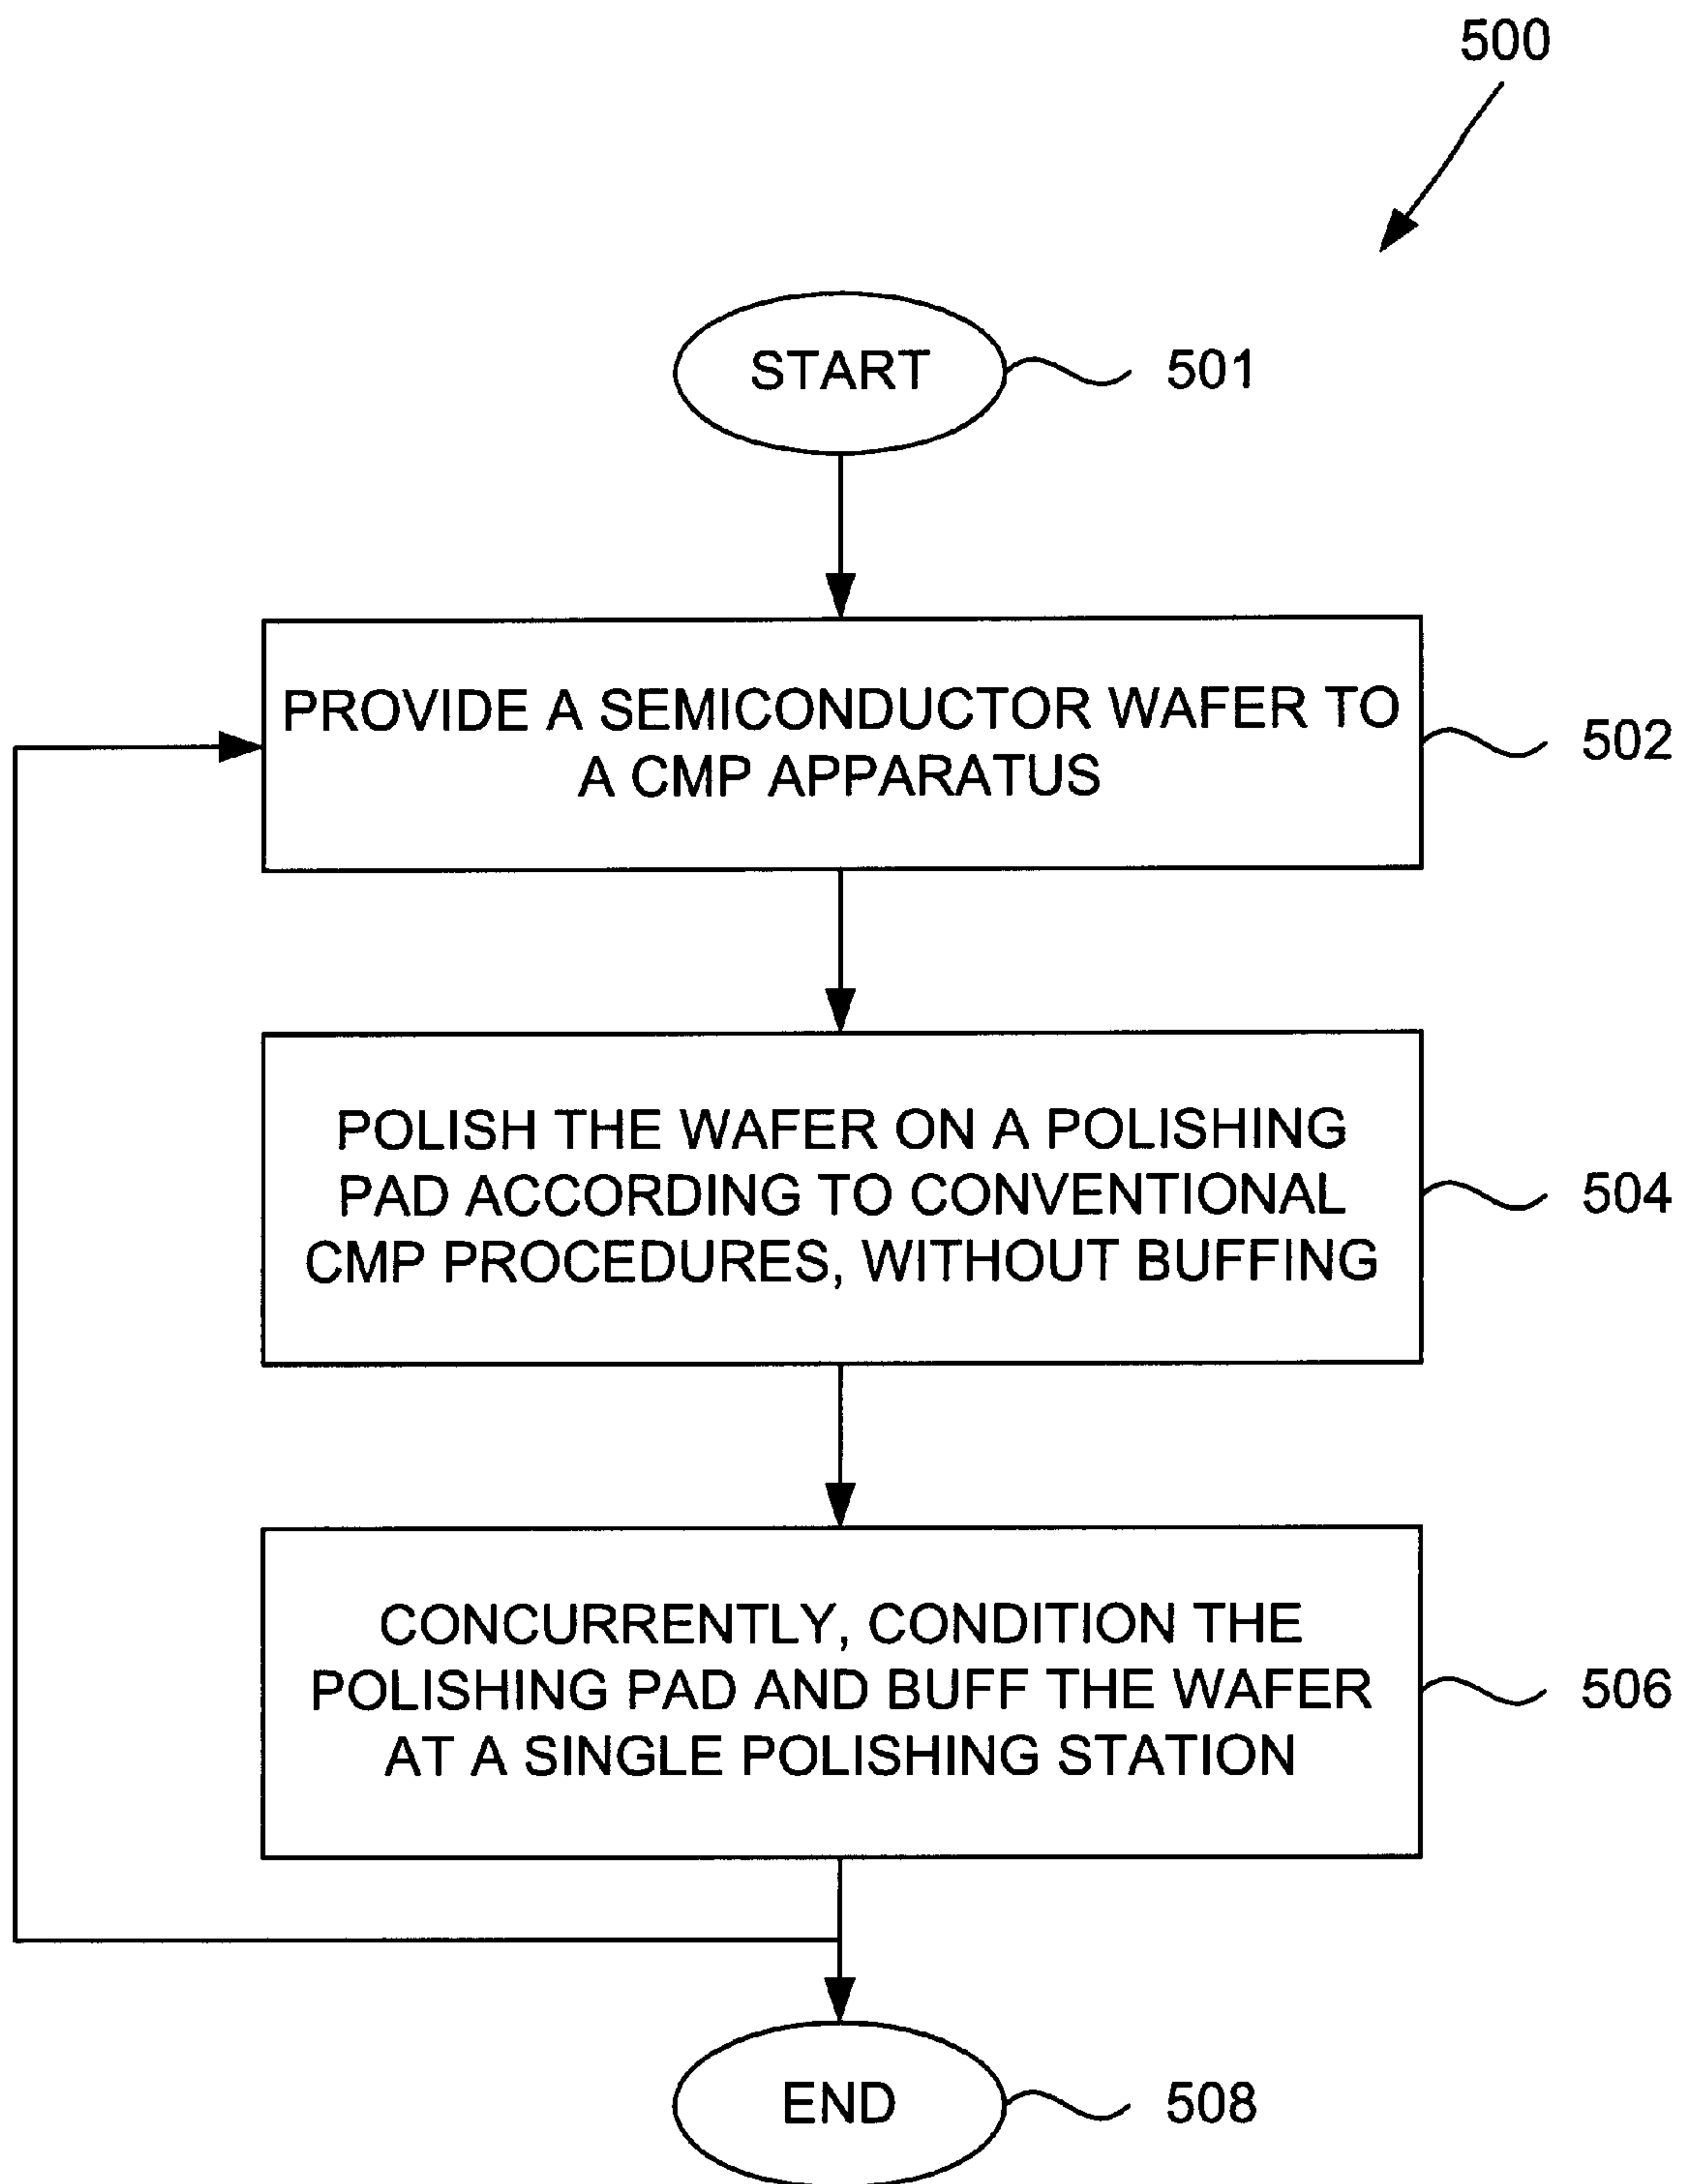 500
START
501
PROVIDE A SEMICONDUCTOR WAFER TO
A CMP APPARATUS
502
POLISH THE WAFER ON A POLISHING
PAD ACCORDING TO CONVENTIONAL
CMP PROCEDURES, WITHOUT BUFFING
504
CONCURRENTLY, CONDITION THE
POLISHING PAD AND BUFF THE WAFER
AT A SINGLE POLISHING STATION
506
END
508